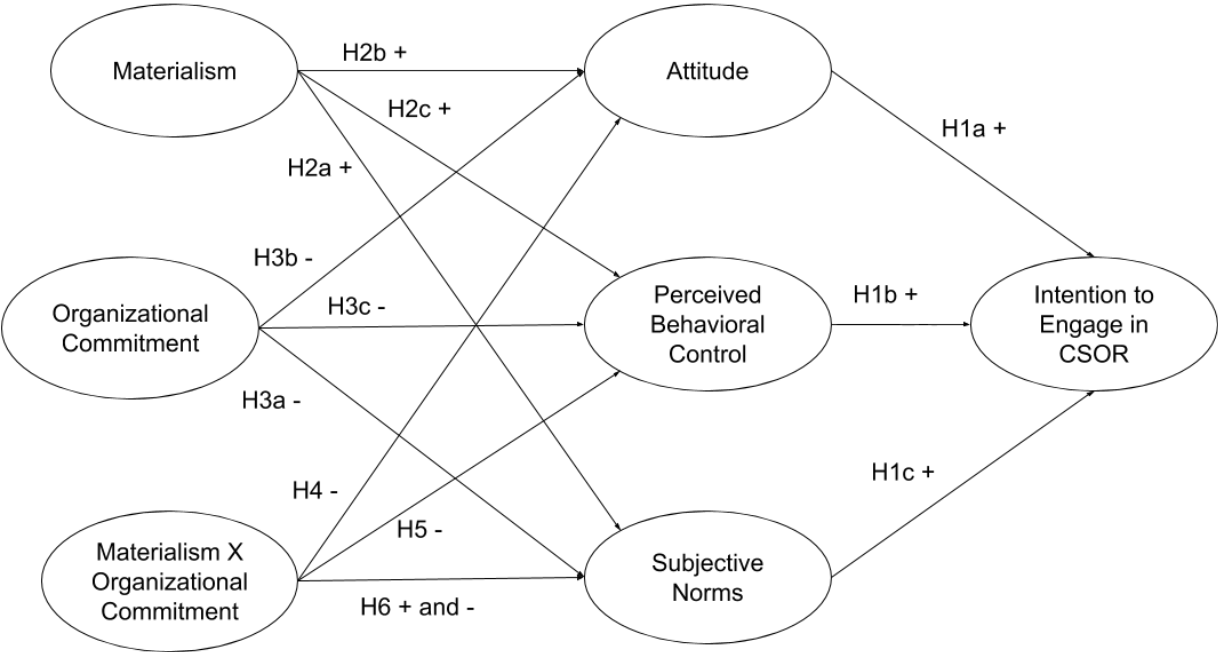 Materialism
H2b +
Attitude
H2c +
H1a +
H2a +
H3b -
Organizational
Commitment
H3c -
Perceived
Behavioral
Control
H1b +
Intention to
Engage in
CSOR
H3a -
H1c +
H4 -
H5 -
Materialism X
Organizational
Commitment
Subjective
Norms
H6 + and -